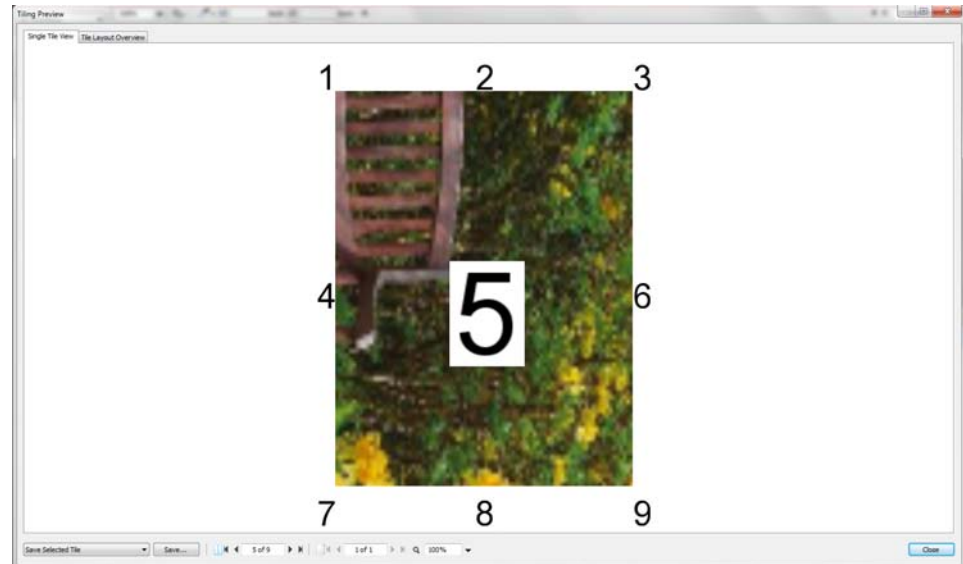 Tiling Preview
Single Tile View Tile Layout Overview
1 2 3
4 5 6
7 8 9
Save Selected Tile Save... 5 of 9 1 of 1 100% Close